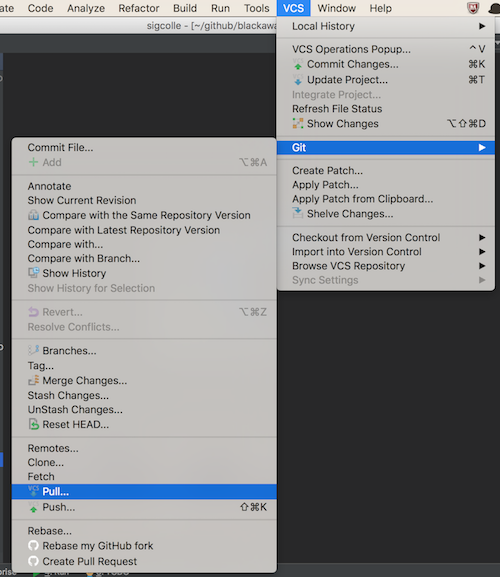 ate Code Analyze Refactor Build Run Tools VCS Window Help
sigcolle - [~/github/blackawa
Local History
VCS Operations Popup... ^V
Commit Changes... ⌘K
Update Project... ⌘T
Integrate Project...
Refresh File Status
Show Changes ⌥⇧⌘D
Git
Create Patch...
Apply Patch...
Apply Patch from Clipboard...
Shelve Changes...
Checkout from Version Control
Import into Version Control
Browse VCS Repository
Sync Settings
Commit File...
Add ⌥⌘A
Annotate
Show Current Revision
Compare with the Same Repository Version
Compare with Latest Repository Version
Compare with...
Compare with Branch...
Show History
Show History for Selection
Revert... ⌥⌘Z
Resolve Conflicts...
Branches...
Tag...
Merge Changes...
Stash Changes...
UnStash Changes...
Reset HEAD...
Remotes...
Clone...
Fetch
VCS Pull...
Push... ⇧⌘K
Rebase...
Rebase my GitHub fork
Create Pull Request